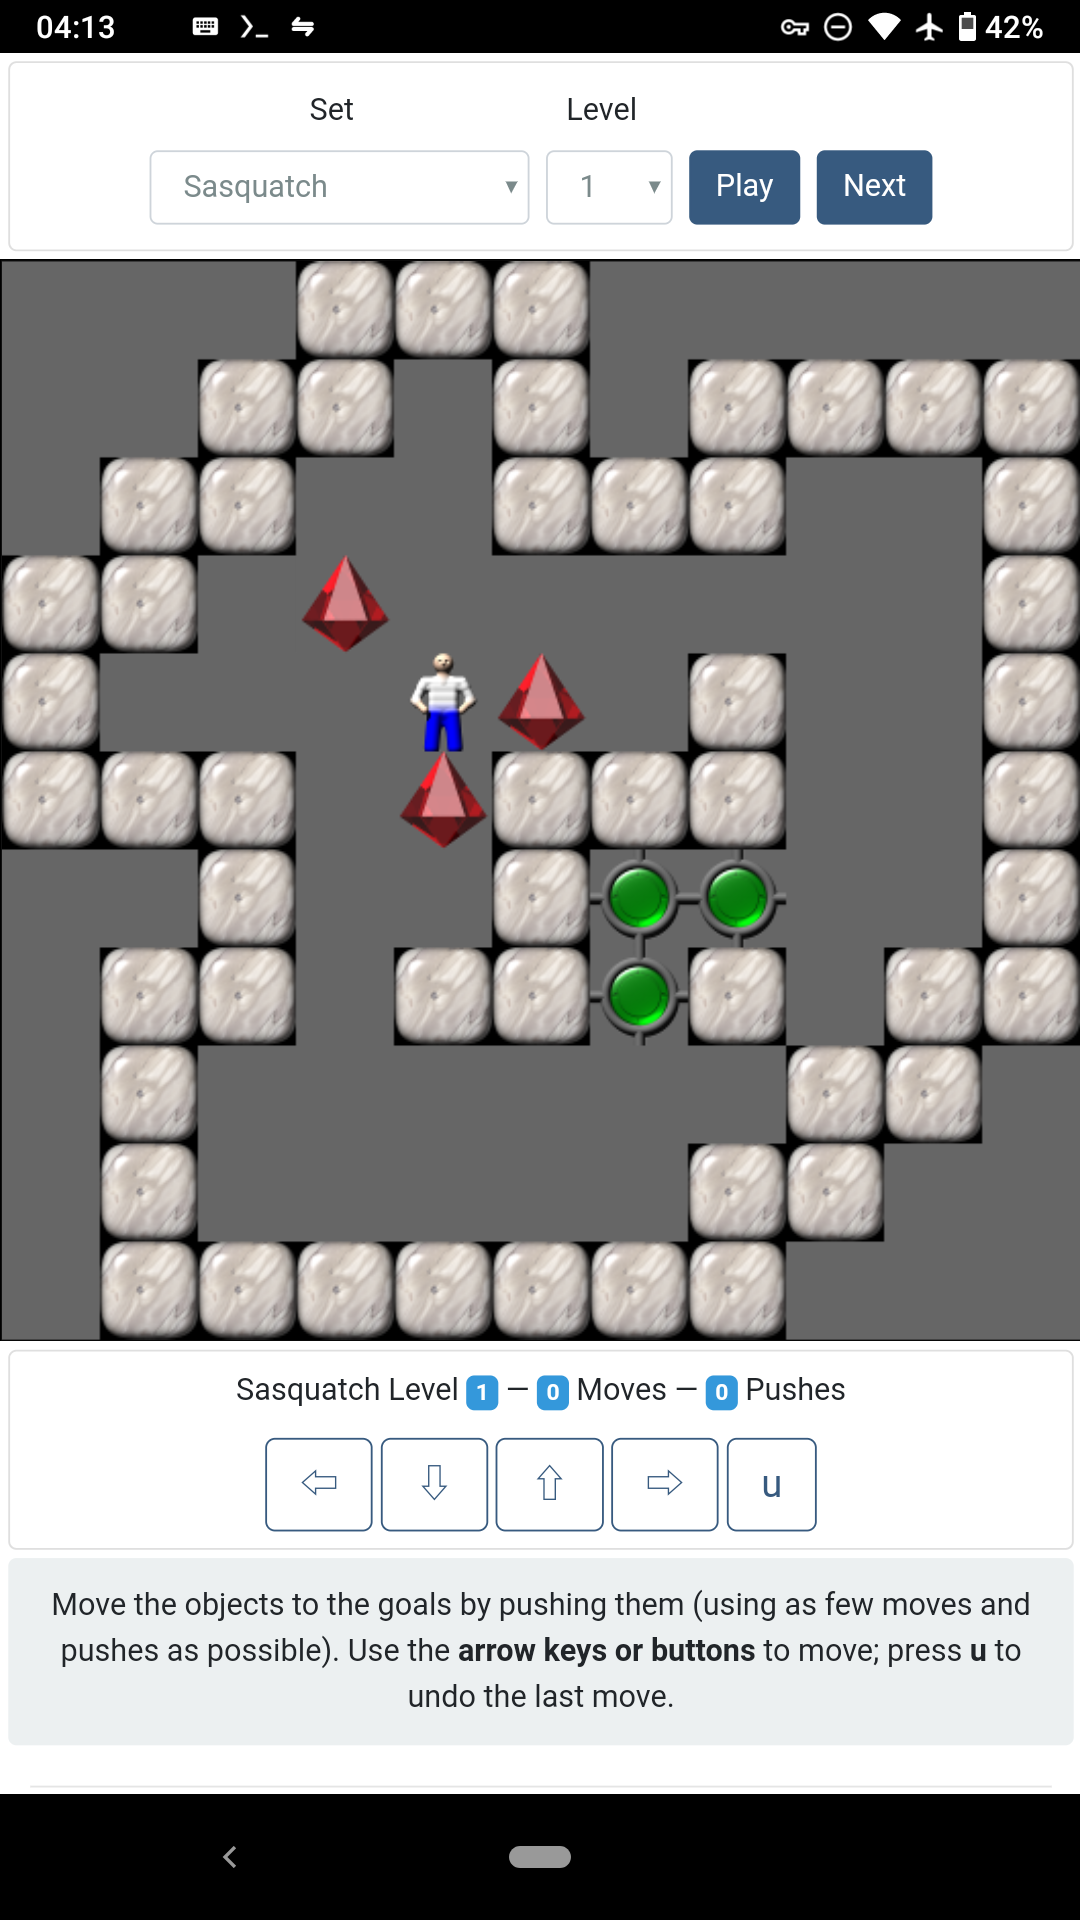 04:13
42%
Set Level
Sasquatch 1 Play Next
Sasquatch Level 1 — 0 Moves — 0 Pushes
u
Move the objects to the goals by pushing them (using as few moves and
pushes as possible). Use the arrow keys or buttons to move; press u to
undo the last move.